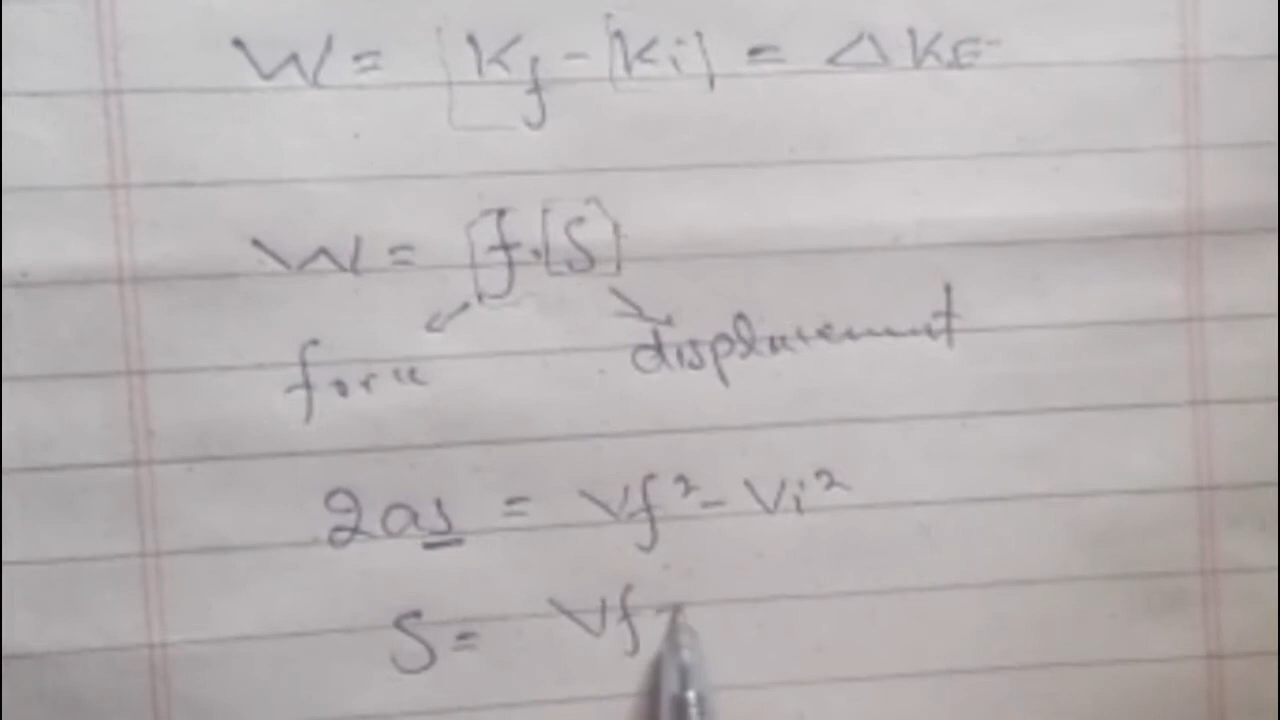 W = [Kf - [Ki] = ΔKE
W = [f.[S]
force displacement
2as = vf² - vi²
S = vf